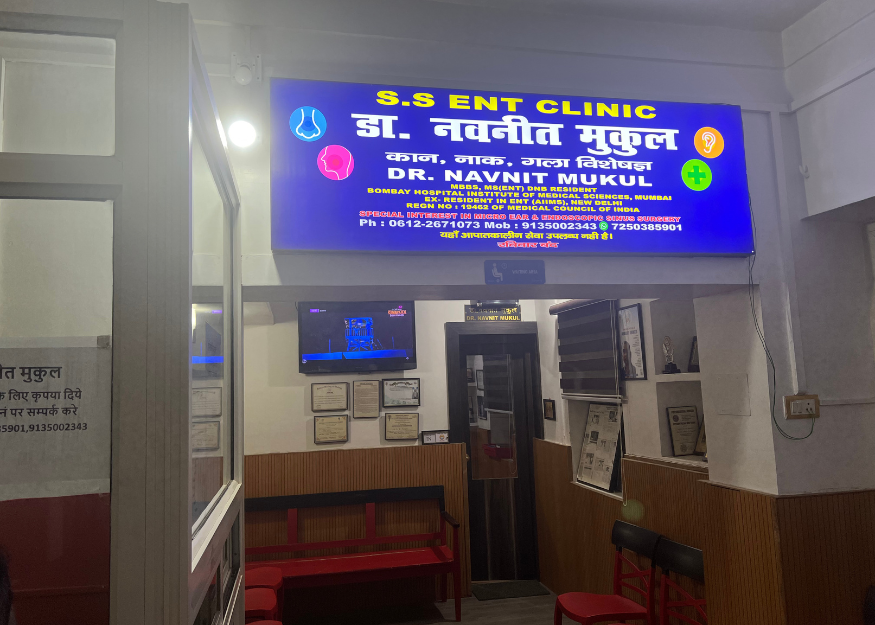 S.S ENT CLINIC
डा. नवनीत मुकुल
कान, नाक, गला विशेषज्ञ
DR. NAVNIT MUKUL
MBBS, MS(ENT) DNB RESIDENT
BOMBAY HOSPITAL INSTITUTE OF MEDICAL SCIENCES, MUMBAI
EX- RESIDENT IN ENT (AIIMS), NEW DELHI
REGN NO : 19462 OF MEDICAL COUNCIL OF INDIA
SPECIAL INTEREST IN MICRO EAR & ENDOSCOPIC SINUS SURGERY
Ph : 0612-2671073 Mob : 9135002343 7250385901
यहाँ आपातकालीन सेवा उपलब्ध नही है।
रविवार बंद
DR. NAVNIT MUKUL
नीत मुकुल
के लिए कृपया दिये
नं पर सम्पर्क करे
85901,9135002343